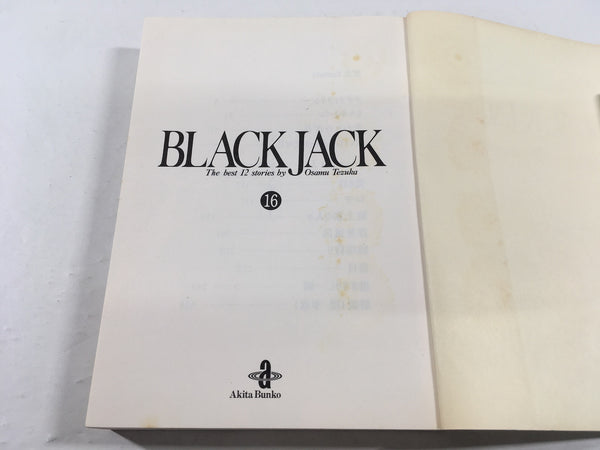 BLACK JACK
The best 12 stories by Osamu Tezuka
16
a
Akita Bunko